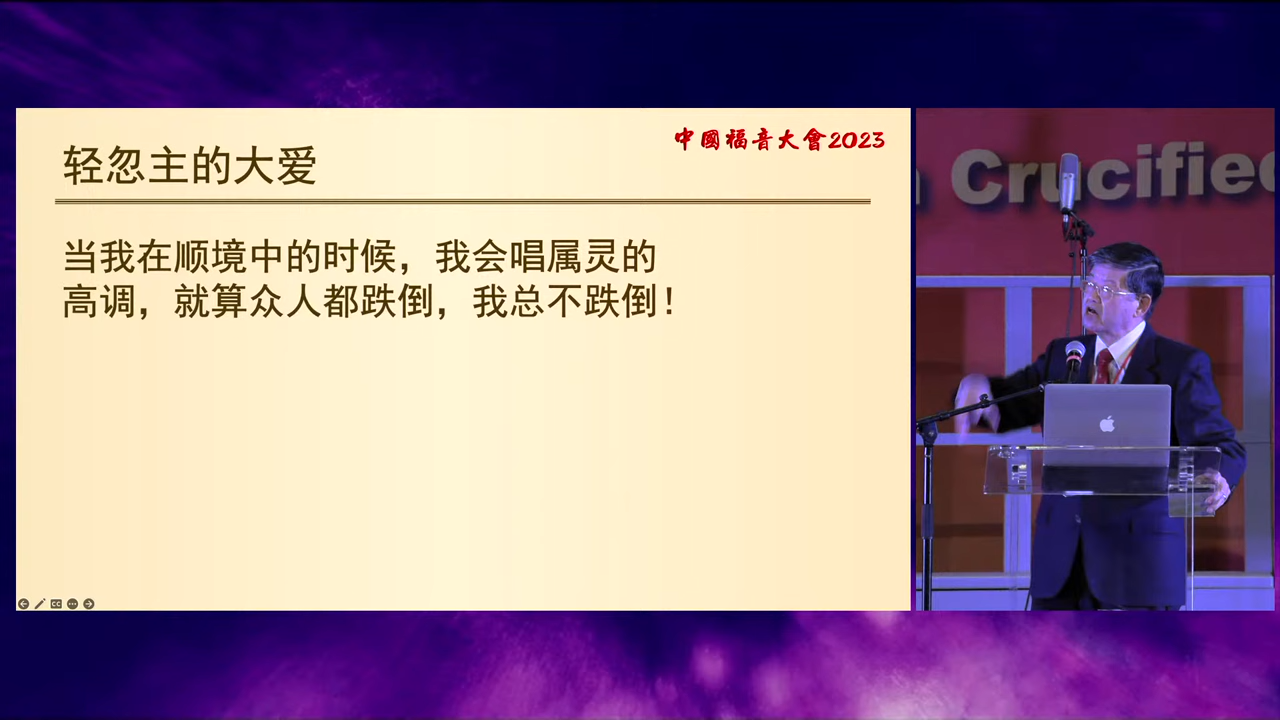 中國福音大會2023
轻忽主的大爱
当我在顺境中的时候，我会唱属灵的
高调，就算众人都跌倒，我总不跌倒！
Crucified